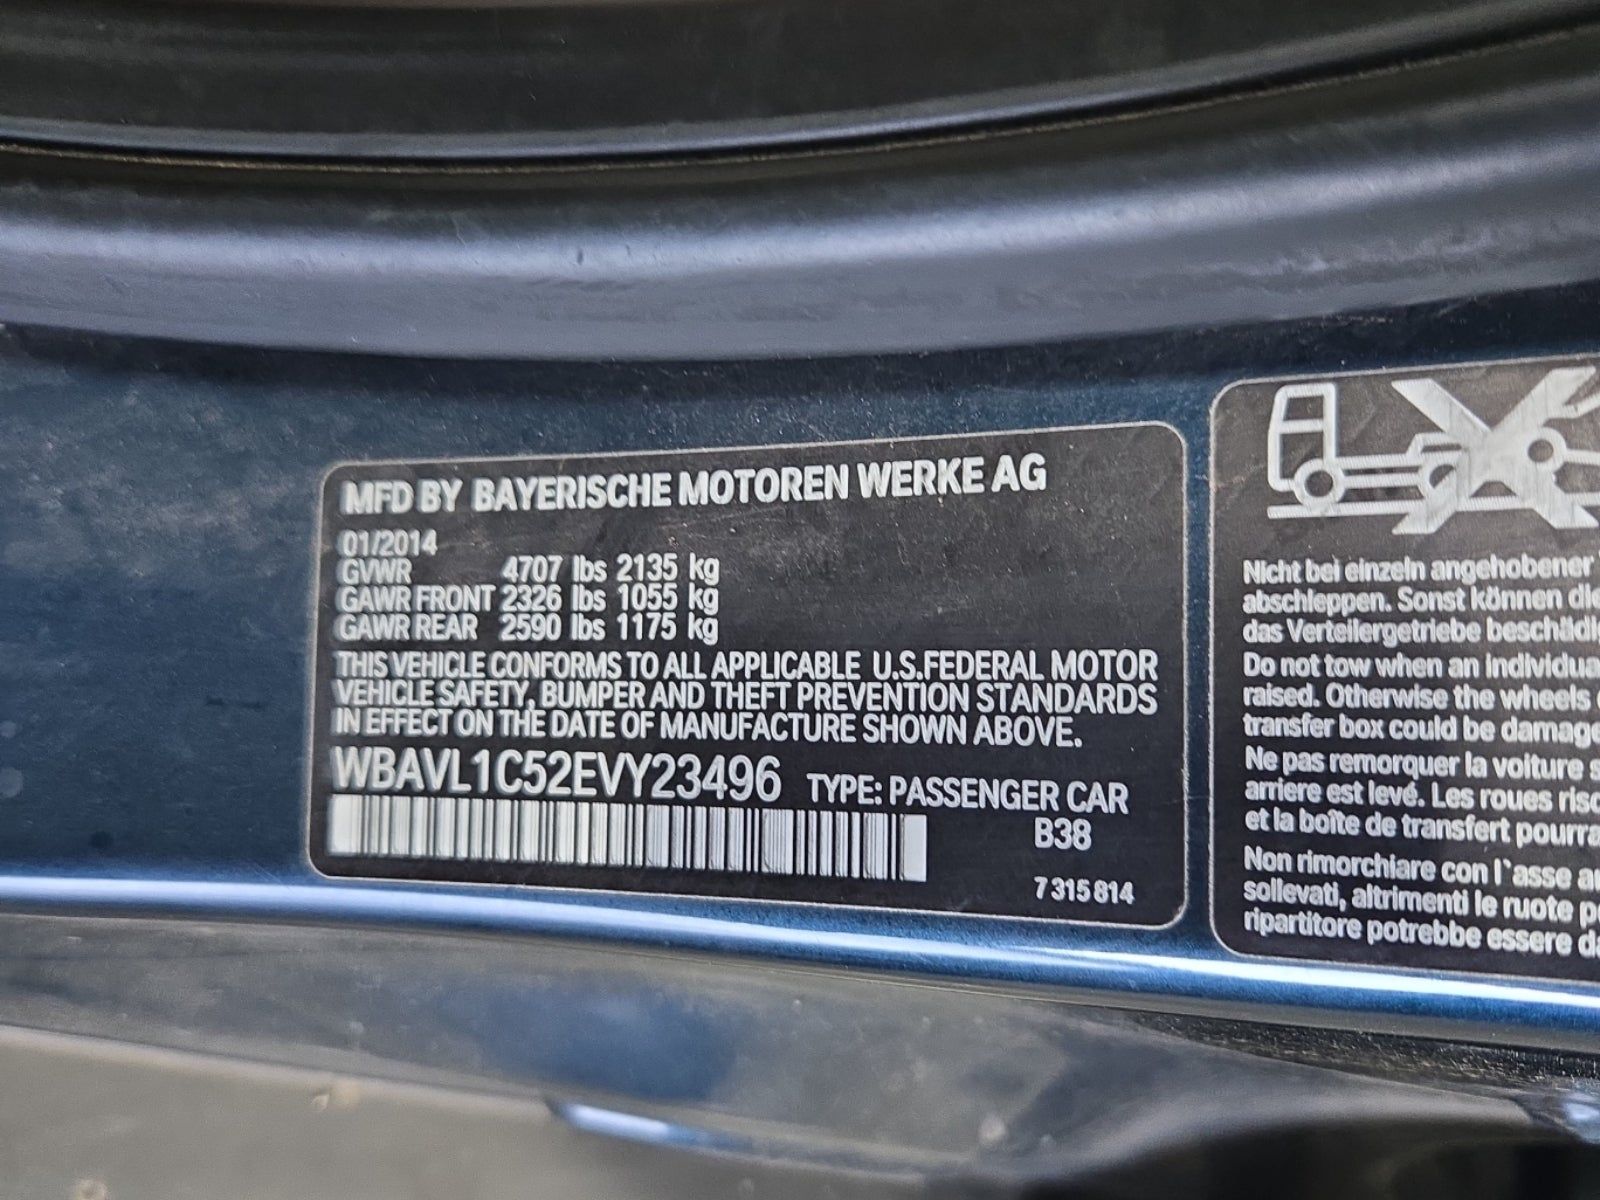 MFD BY BAYERISCHE MOTOREN WERKE AG
01/2014
GVWR 4707 lbs 2135 kg
GAWR FRONT 2326 lbs 1055 kg
GAWR REAR 2590 lbs 1175 kg
THIS VEHICLE CONFORMS TO ALL APPLICABLE U.S.FEDERAL MOTOR
VEHICLE SAFETY, BUMPER AND THEFT PREVENTION STANDARDS
IN EFFECT ON THE DATE OF MANUFACTURE SHOWN ABOVE.
WBAVL1C52EVY23496 TYPE: PASSENGER CAR
B38
7 315 814
Nicht bei einzeln angehobener
abschleppen. Sonst können die
das Verteilergetriebe
Do not tow when an
raised. Otherwise the wheels
transfer box could be
Ne pas remorquer la voiture
arriere est levé. Les roues
et la boîte de transfert
Non rimorchiare con l`asse
sollevati, altrimenti le ruote
ripartitore potrebbe essere